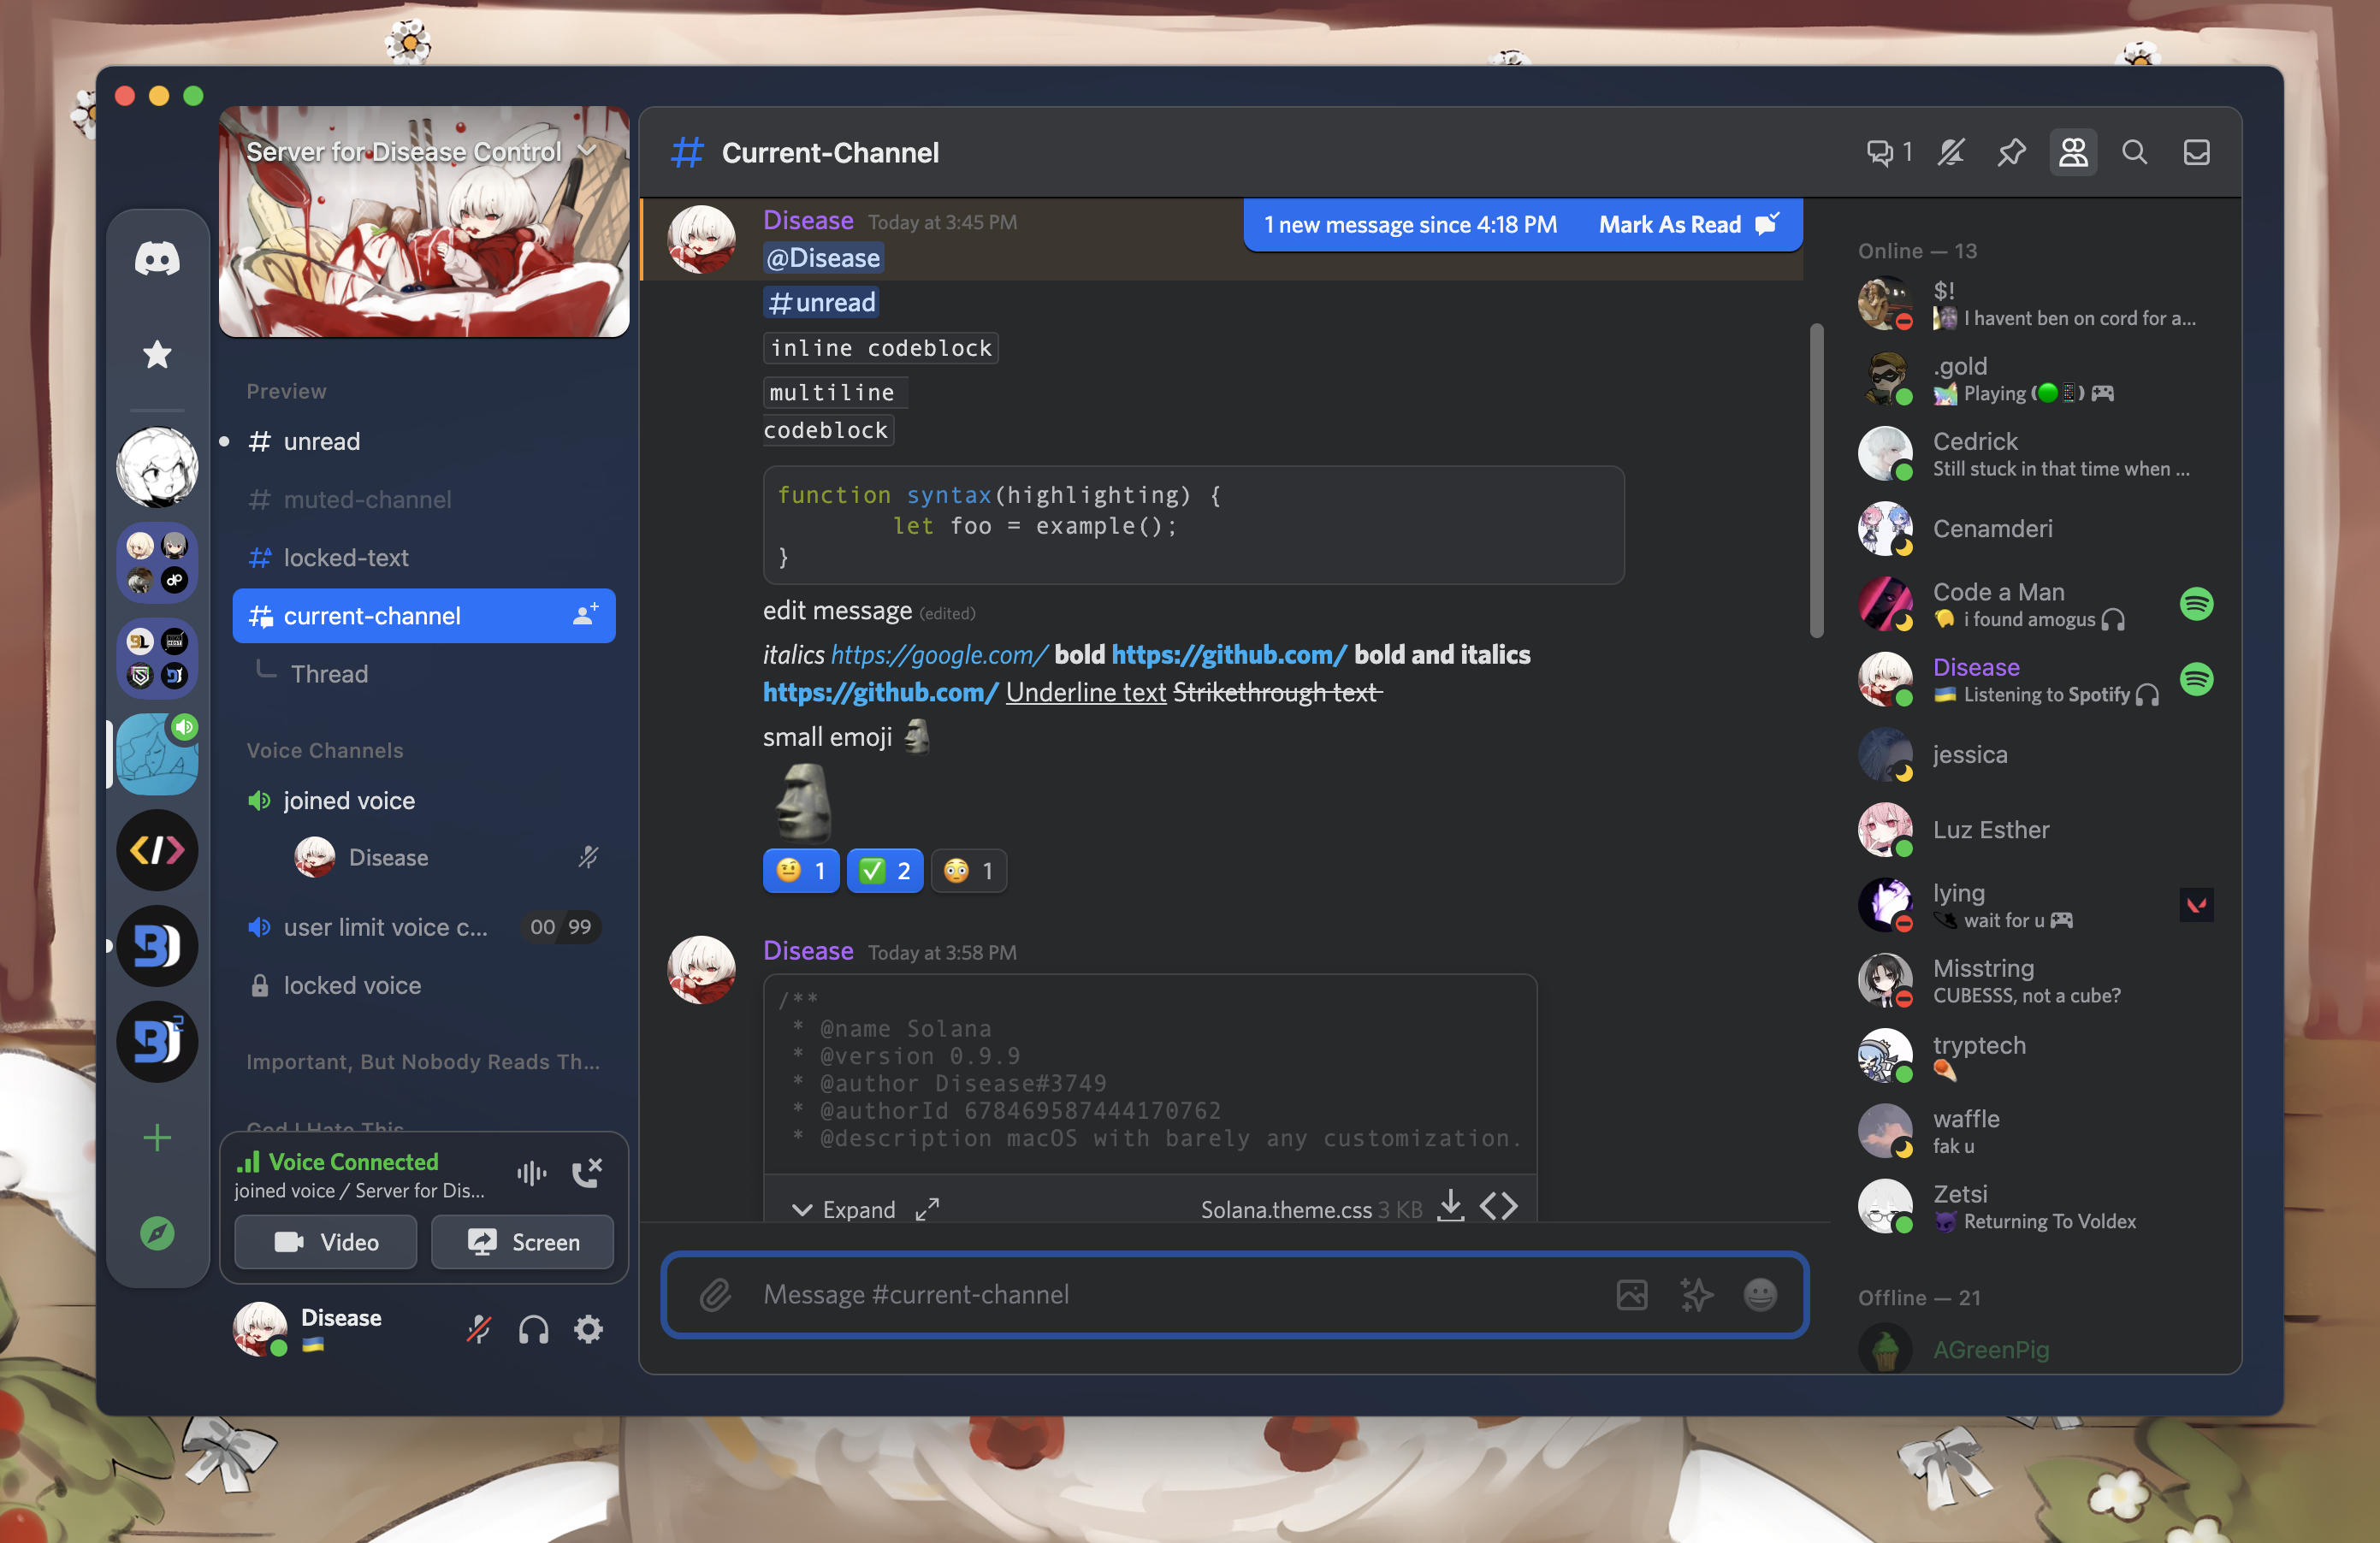 Server for Disease Control
Preview
unread
muted-channel
locked-text
current-channel
Thread
Voice Channels
joined voice
Disease
user limit voice c...
00 99
locked voice
Important, But Nobody Reads Th...
God I Hate This
Voice Connected
joined voice / Server for Dis...
Video
Screen
Disease
# Current-Channel
1
1 new message since 4:18 PM Mark As Read
Disease Today at 3:45 PM
@Disease
#unread
inline codeblock
multiline
codeblock
function syntax(highlighting) {
let foo = example();
}
edit message (edited)
italics https://google.com/ bold https://github.com/ bold and italics
https://github.com/ Underline text Strikethrough text
small emoji
1
2
1
Disease Today at 3:58 PM
/**
* @name Solana
* @version 0.9.9
* @author Disease#3749
* @authorId 678469587444170762
* @description macOS with barely any customization.
Expand
Solana.theme.css 3 KB
Message #current-channel
Online — 13
$!
I havent ben on cord for a...
.gold
Playing ( )
Cedrick
Still stuck in that time when ...
Cenamderi
Code a Man
i found amogus
Disease
Listening to Spotify
jessica
Luz Esther
lying
wait for u
Misstring
CUBESSS, not a cube?
tryptech
waffle
fak u
Zetsi
Returning To Voldex
Offline — 21
AGreenPig